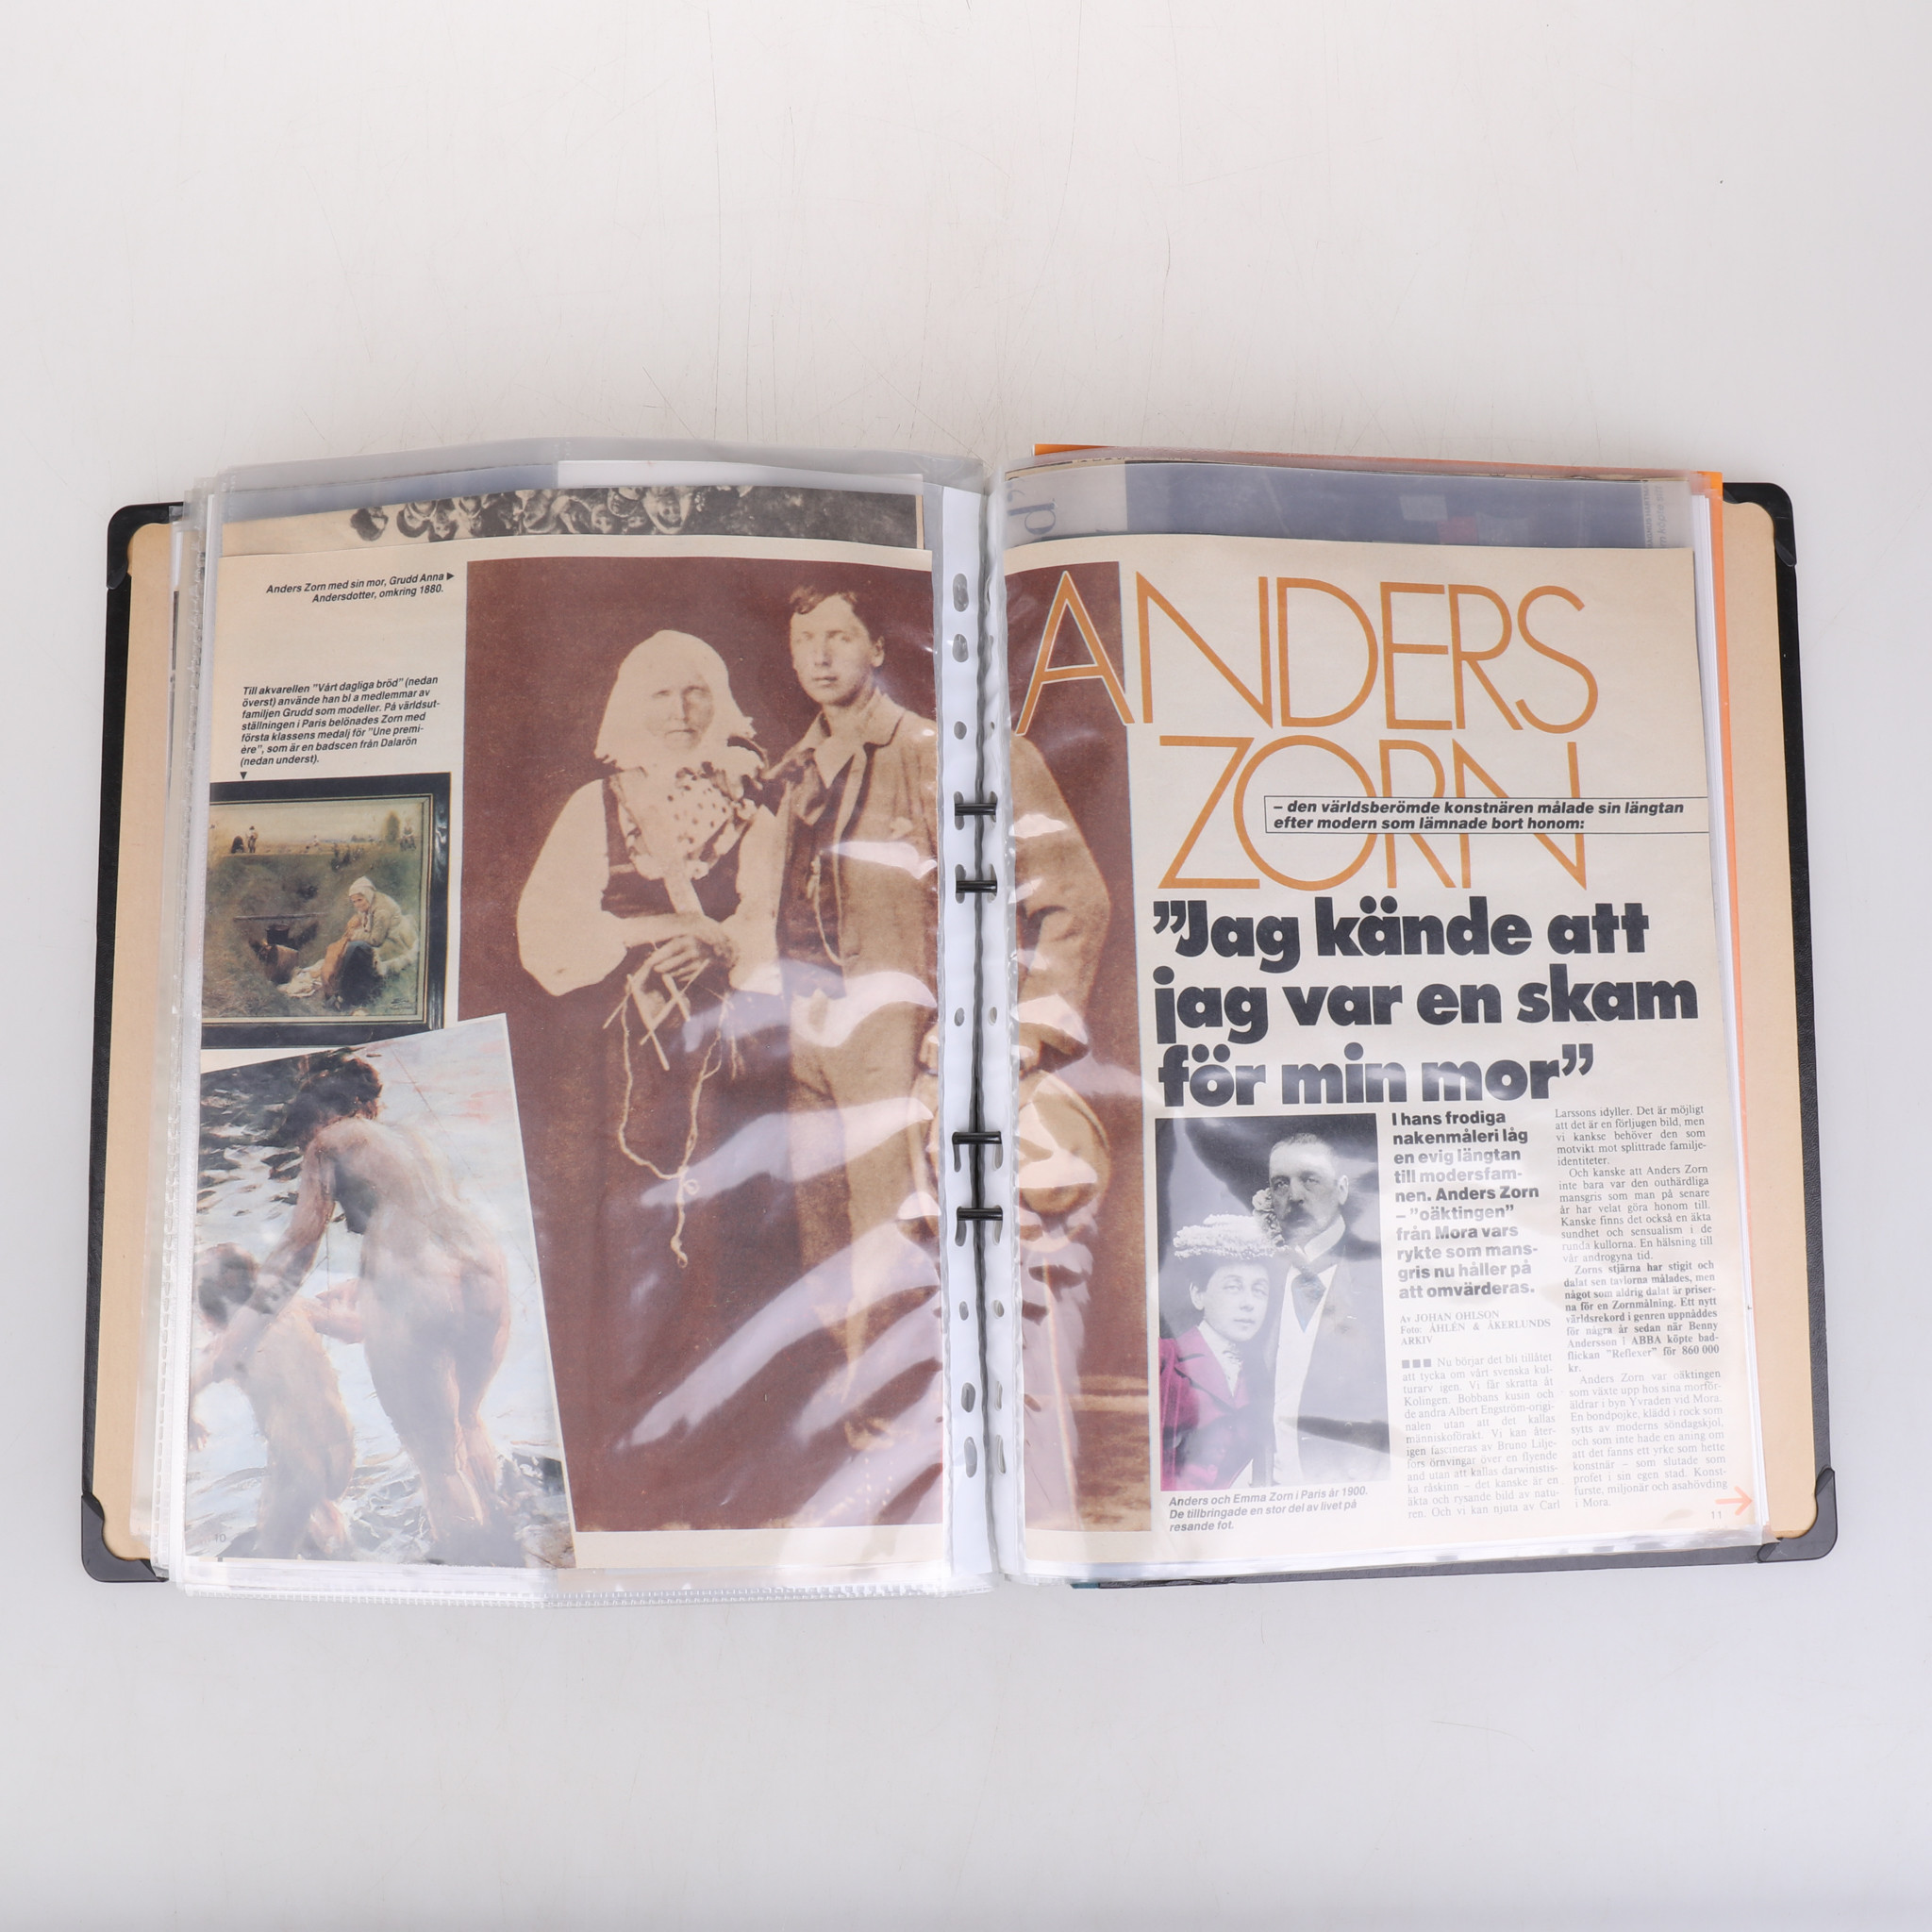 Anders Zorn med sin mor, Grudd Anna ▶
Andersdotter, omkring 1880.
Till akvarellen "Vårt dagliga bröd" (nedan
överst) använde han bl a medlemmar av
familjen Grudd som modeller. På världsut-
ställningen i Paris belönades Zorn med
första klassens medalj för "Une premi-
ère", som är en badscen från Dalarön
(nedan underst).
▼
10
ANDERS
ZORN
– den världsberömde konstnären målade sin längtan
efter modern som lämnade bort honom:
”Jag kände att
jag var en skam
för min mor”
I hans frodiga
nakenmåleri låg
en evig längtan
till modersfam-
nen. Anders Zorn
– ”oäktingen”
från Mora vars
rykte som mans-
gris nu håller på
att omvärderas.
Av JOHAN OHLSON
Foto: ÅHLÉN & ÅKERLUNDS
ARKIV
■■■ Nu börjar det bli tillåtet
att tycka om vårt svenska kul-
turarv igen. Vi får skratta åt
Kolingen, Bobbans kusin och
de andra Albert Engström-origi-
nalen utan att det kallas
människoförakt. Vi kan åter-
igen fascineras av Bruno Lilje-
fors örnvingar över en flyende
and utan att kallas darwinistis-
ka råskinn – det kanske är en
äkta och rysande bild av natu-
ren. Och vi kan njuta av Carl
Larssons idyller. Det är möjligt
att det är en förljugen bild, men
vi kankse behöver den som
motvikt mot splittrade familje-
identiteter.
Och kanske att Anders Zorn
inte bara var den outhärdliga
mansgris som man på senare
år har velat göra honom till.
Kanske finns det också en äkta
sundhet och sensualism i de
runda kullorna. En hälsning till
vår androgyna tid.
Zorns stjärna har stigit och
dalat sen tavlorna målades, men
något som aldrig dalat är priser-
na för en Zornmålning. Ett nytt
världsrekord i genren uppnåddes
för några år sedan när Benny
Andersson i ABBA köpte bad-
flickan ”Reflexer” för 860 000
kr.
Anders Zorn var oäktingen
som växte upp hos sina morför-
äldrar i byn Yvraden vid Mora.
En bondpojke, klädd i rock som
sytts av moderns söndagskjol,
och som inte hade en aning om
att det fanns ett yrke som hette
konstnär – som slutade som
profet i sin egen stad. Konst-
furste, miljonär och asahövding
i Mora.
Anders och Emma Zorn i Paris år 1900.
De tillbringade en stor del av livet på
resande fot.
11